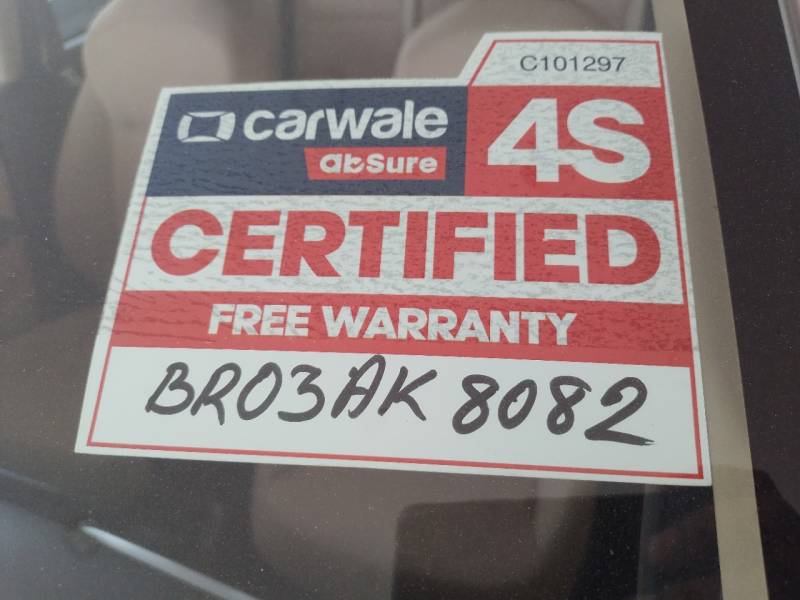 C101297
carwale
absure
4S
CERTIFIED
FREE WARRANTY
BR03AK 8082